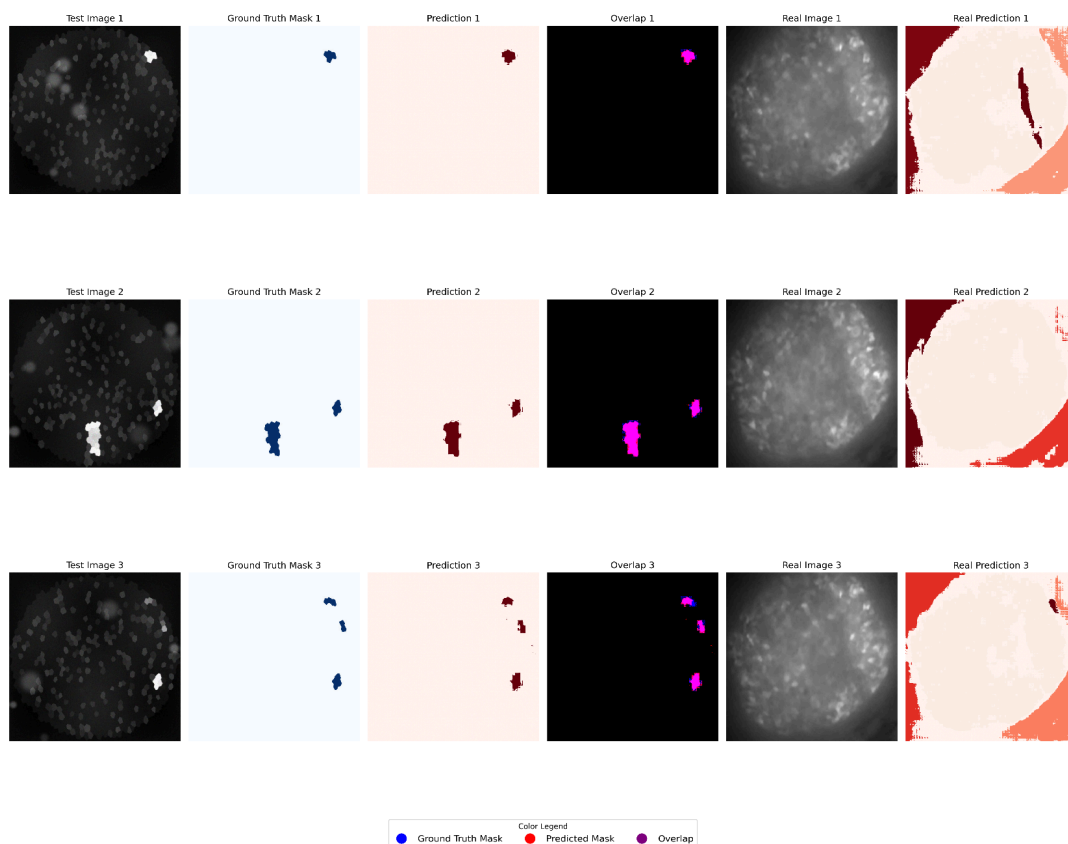 Test Image 1
Ground Truth Mask 1
Prediction 1
Overlap 1
Real Image 1
Real Prediction 1
Test Image 2
Ground Truth Mask 2
Prediction 2
Overlap 2
Real Image 2
Real Prediction 2
Test Image 3
Ground Truth Mask 3
Prediction 3
Overlap 3
Real Image 3
Real Prediction 3
Color Legend
Ground Truth Mask
Predicted Mask
Overlap